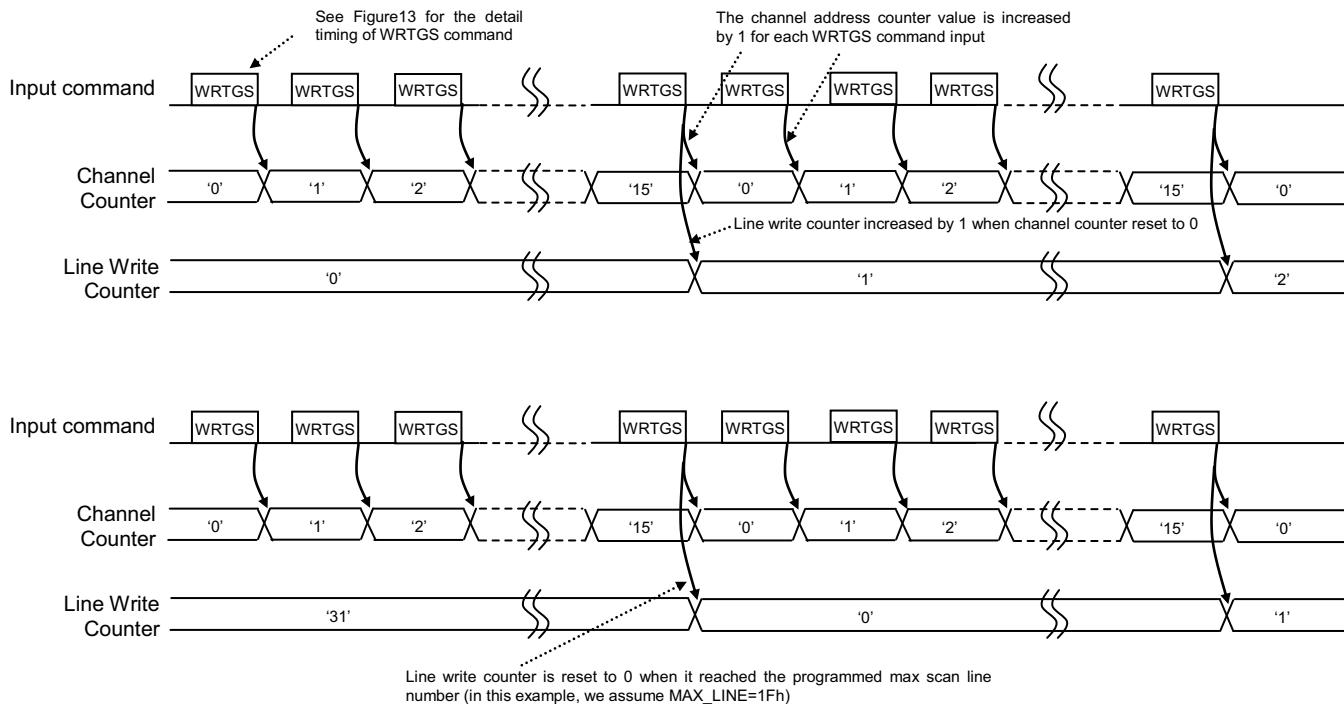 See Figure13 for the detail
timing of WRTGS command
The channel address counter value is increased
by 1 for each WRTGS command input
Input command
WRTGS WRTGS WRTGS WRTGS WRTGS WRTGS WRTGS WRTGS
Channel
Counter
‘0’ ‘1’ ‘2’ ‘15’ ‘0’ ‘1’ ‘2’ ‘15’ ‘0’
Line write counter increased by 1 when channel counter reset to 0
Line Write
Counter
‘0’ ‘1’ ‘2’
Input command
WRTGS WRTGS WRTGS WRTGS WRTGS WRTGS WRTGS WRTGS
Channel
Counter
‘0’ ‘1’ ‘2’ ‘15’ ‘0’ ‘1’ ‘2’ ‘15’ ‘0’
Line Write
Counter
‘31’ ‘0’ ‘1’
Line write counter is reset to 0 when it reached the programmed max scan line
number (in this example, we assume MAX_LINE=1Fh)